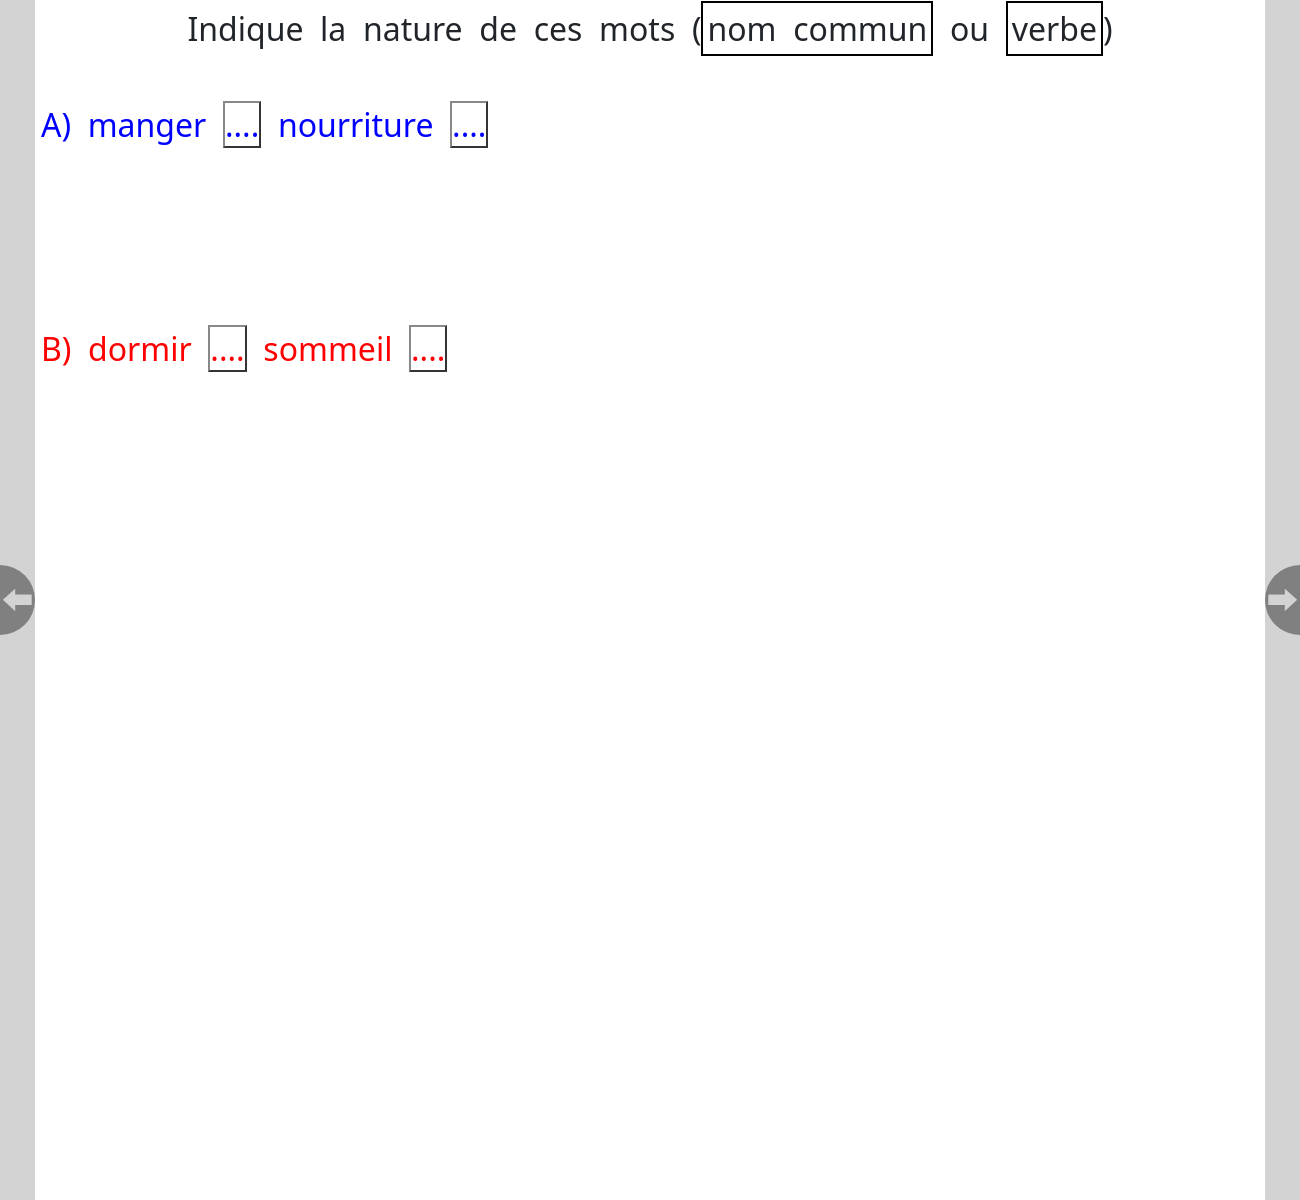 Indique la nature de ces mots (nom commun ou verbe)
A) manger .... nourriture ....
B) dormir .... sommeil ....